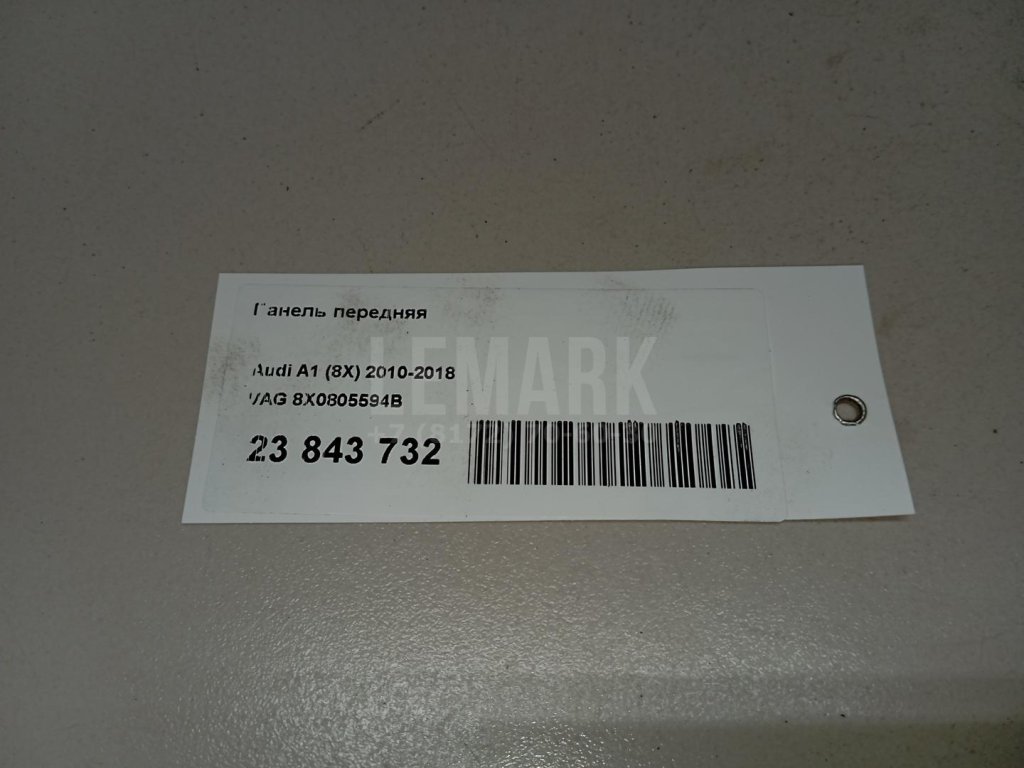 Панель передняя
Audi A1 (8X) 2010-2018
VAG 8X0805594B
23 843 732
LEMARK